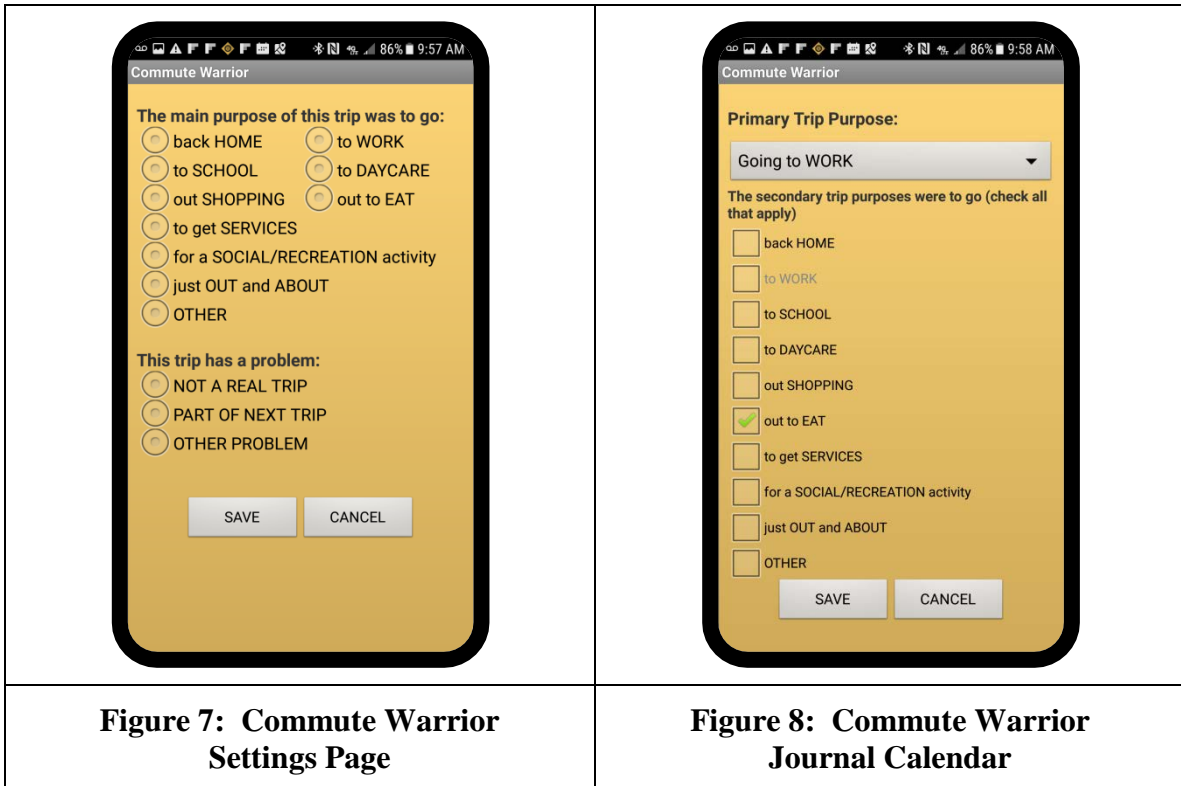 86% 9:57 AM
Commute Warrior
The main purpose of this trip was to go:
back HOME to WORK
to SCHOOL to DAYCARE
out SHOPPING out to EAT
to get SERVICES
for a SOCIAL/RECREATION activity
just OUT and ABOUT
OTHER
This trip has a problem:
NOT A REAL TRIP
PART OF NEXT TRIP
OTHER PROBLEM
SAVE CANCEL
Figure 7: Commute Warrior
Settings Page
86% 9:58 AM
Commute Warrior
Primary Trip Purpose:
Going to WORK
The secondary trip purposes were to go (check all
that apply)
back HOME
to WORK
to SCHOOL
to DAYCARE
out SHOPPING
out to EAT
to get SERVICES
for a SOCIAL/RECREATION activity
just OUT and ABOUT
OTHER
SAVE CANCEL
Figure 8: Commute Warrior
Journal Calendar